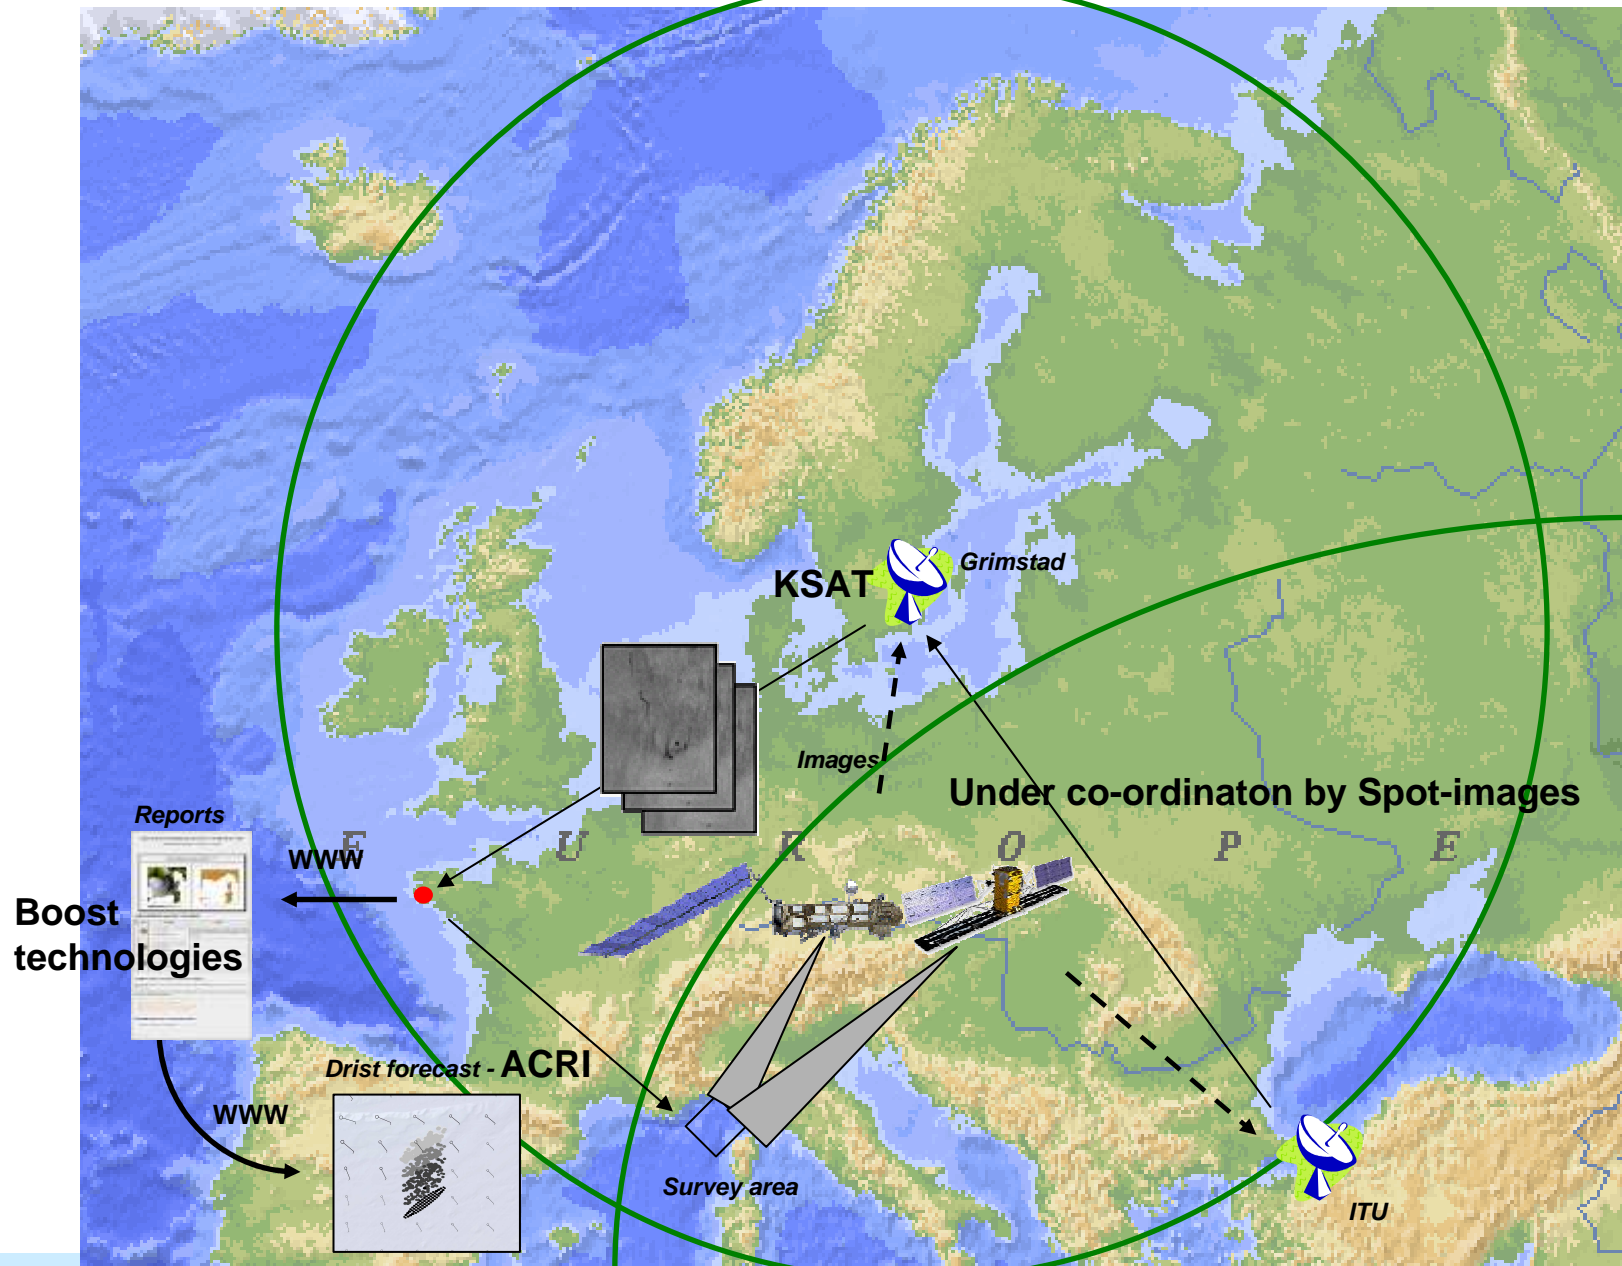 Grimstad
KSAT
Images
Under co-ordinaton by Spot-images
Reports
WWW
E U R O P E
Boost
technologies
Drist forecast - ACRI
WWW
Survey area
ITU